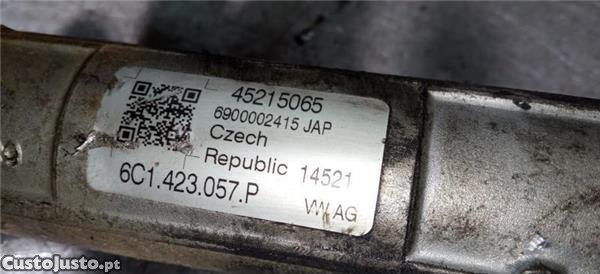 45215065
6900002415 JAP
Czech
Republic 14521
6C1.423.057.P
VW AG
CustoJusto.pt